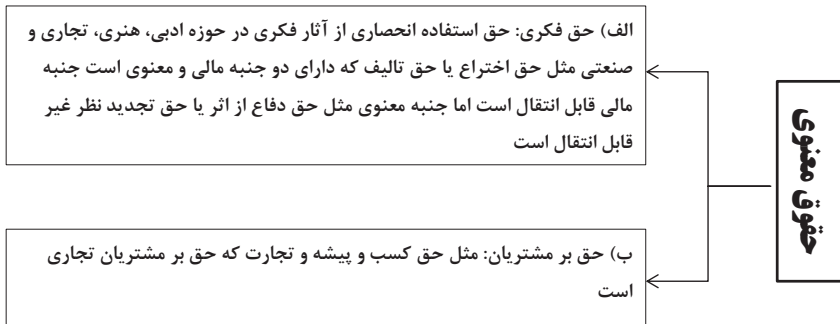 حقوق معنوی
الف) حق فکری: حق استفاده انحصاری از آثار فکری در حوزه ادبی، هنری، تجاری و
صنعتی مثل حق اختراع یا حق تالیف که دارای دو جنبه مالی و معنوی است جنبه
مالی قابل انتقال است اما جنبه معنوی مثل حق دفاع از اثر یا حق تجدید نظر غیر
قابل انتقال است
ب) حق بر مشتریان: مثل حق کسب و پیشه و تجارت که حق بر مشتریان تجاری
است